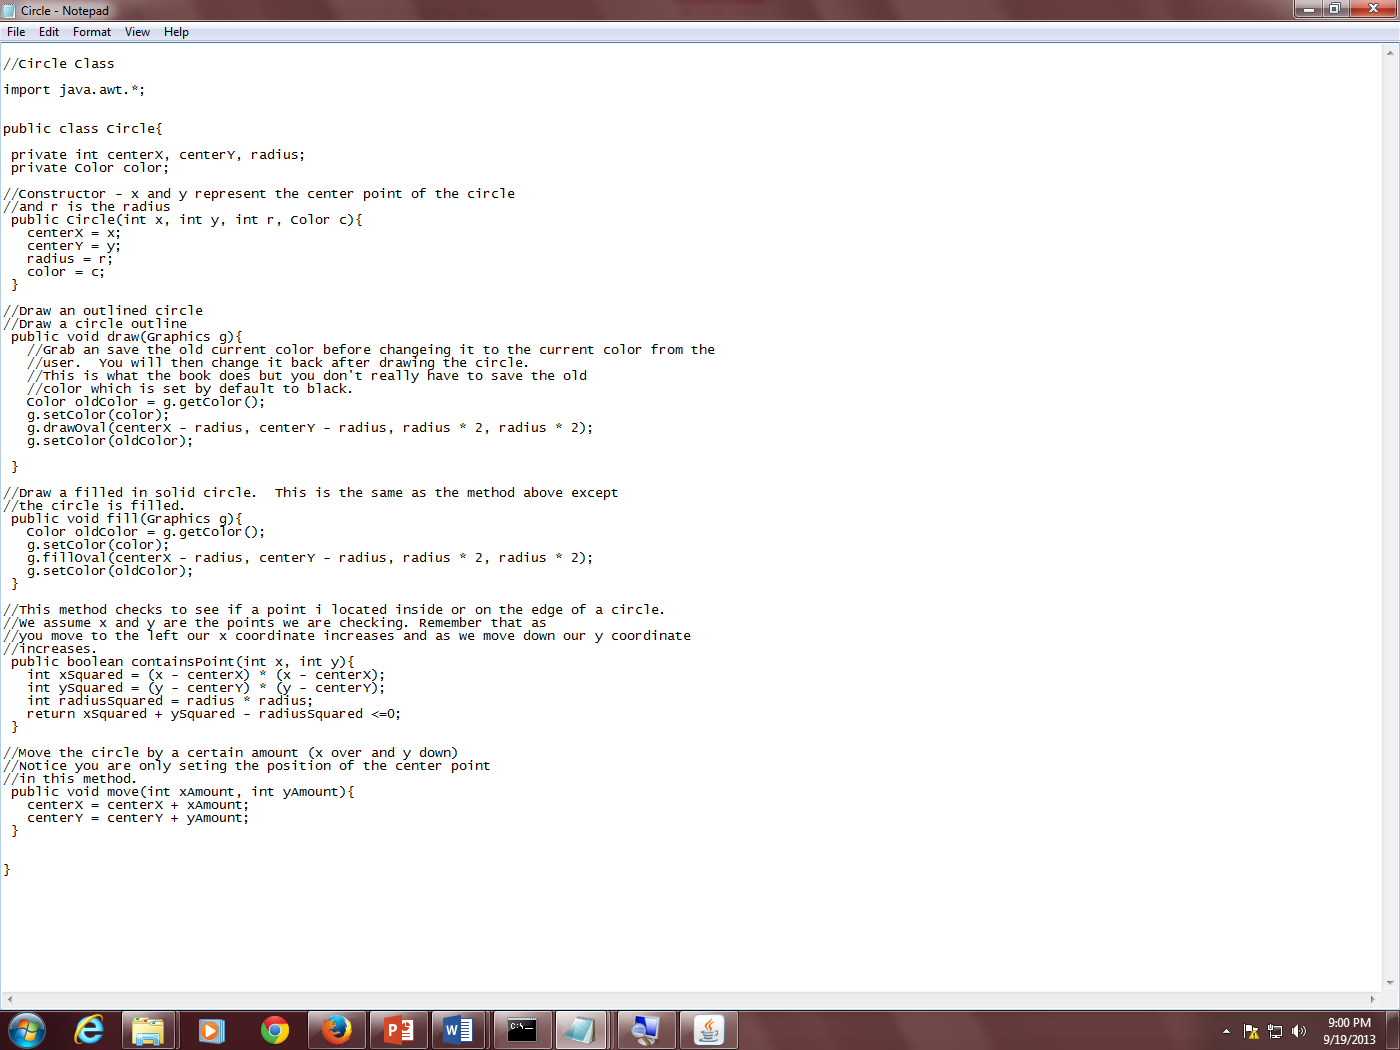 Circle - Notepad
File Edit Format View Help
//Circle Class
import java.awt.*;
public class Circle{
private int centerX, centerY, radius;
private Color color;
//Constructor - x and y represent the center point of the circle
//and r is the radius
public Circle(int x, int y, int r, Color c){
centerX = x;
centerY = y;
radius = r;
color = c;
}
//Draw an outlined circle
//Draw a circle outline
public void draw(Graphics g){
//Grab an save the old current color before changeing it to the current color from the
//user.  You will then change it back after drawing the circle.
//This is what the book does but you don't really have to save the old
//color which is set by default to black.
Color oldColor = g.getColor();
g.setColor(color);
g.drawOval(centerX - radius, centerY - radius, radius * 2, radius * 2);
g.setColor(oldColor);
}
//Draw a filled in solid circle.  This is the same as the method above except
//the circle is filled.
public void fill(Graphics g){
Color oldColor = g.getColor();
g.setColor(color);
g.fillOval(centerX - radius, centerY - radius, radius * 2, radius * 2);
g.setColor(oldColor);
}
//This method checks to see if a point i located inside or on the edge of a circle.
//We assume x and y are the points we are checking. Remember that as
//you move to the left our x coordinate increases and as we move down our y coordinate
//increases.
public boolean containsPoint(int x, int y){
int xSquared = (x - centerX) * (x - centerX);
int ySquared = (y - centerY) * (y - centerY);
int radiusSquared = radius * radius;
return xSquared + ySquared - radiusSquared <=0;
}
//Move the circle by a certain amount (x over and y down)
//Notice you are only seting the position of the center point
//in this method.
public void move(int xAmount, int yAmount){
centerX = centerX + xAmount;
centerY = centerY + yAmount;
}
}
C:\
9:00 PM
9/19/2013